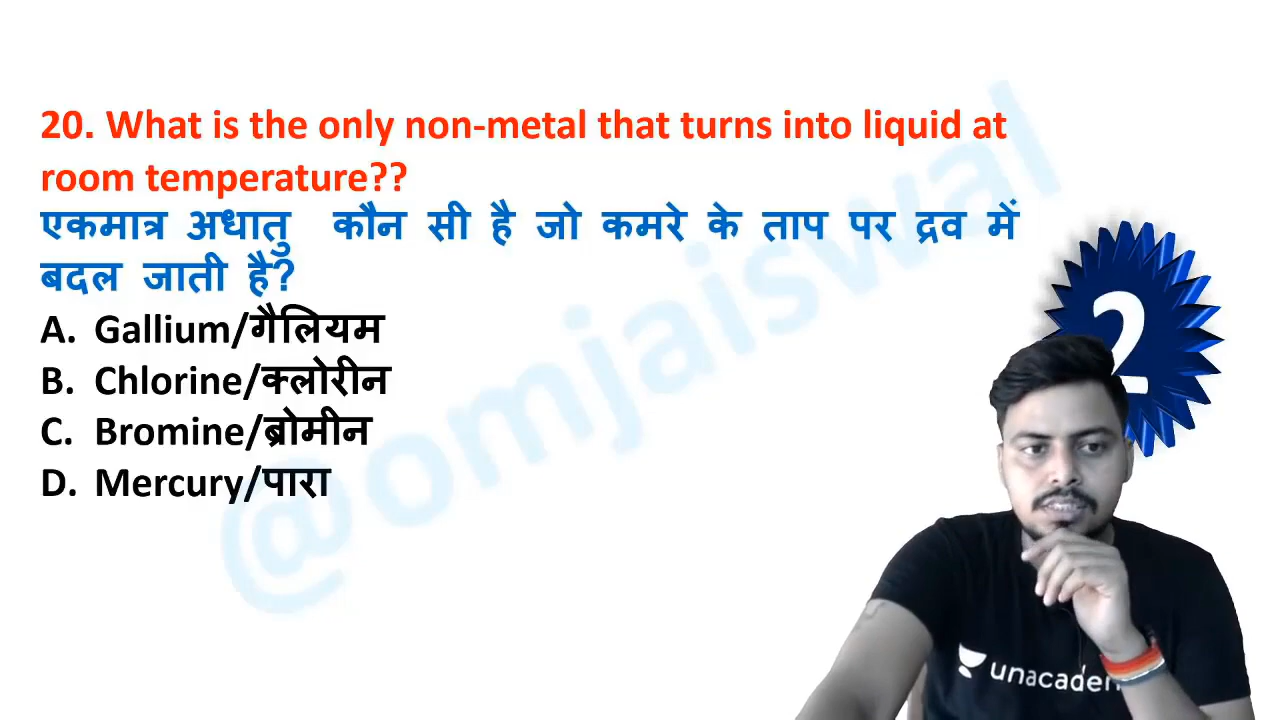 20. What is the only non-metal that turns into liquid at
room temperature??
एकमात्र अधातु कौन सी है जो कमरे के ताप पर द्रव में
बदल जाती है?
A. Gallium/गैलियम
B. Chlorine/क्लोरीन
C. Bromine/ब्रोमीन
D. Mercury/पारा
@omjaiswal
2
unacadem